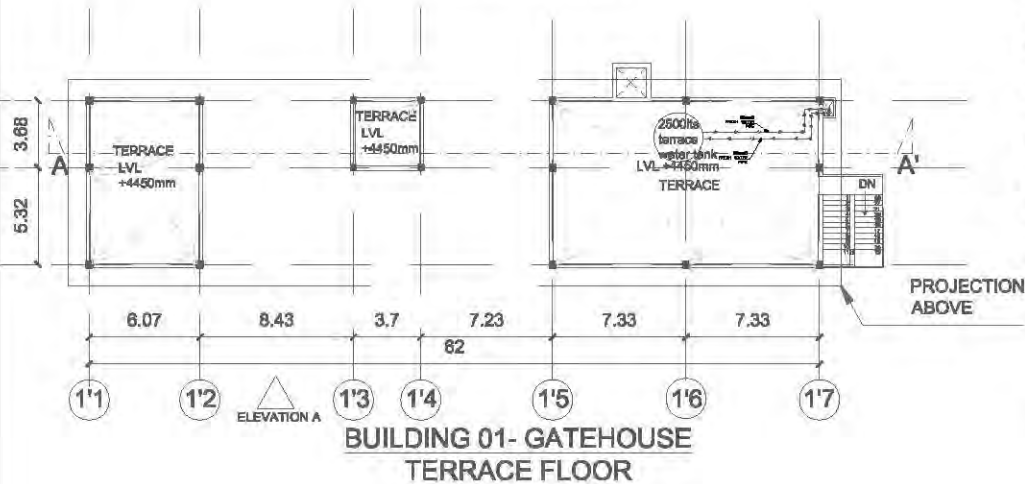 3.68
5.32
A
TERRACE
LVL
+4450mm
TERRACE
LVL
+4450mm
2500lts
terrace
water tank
LVL +4450mm
TERRACE
A'
DN
PROJECTION
ABOVE
6.07
8.43
3.7
7.23
7.33
7.33
62
1'1
1'2
ELEVATION A
1'3
1'4
1'5
1'6
1'7
BUILDING 01- GATEHOUSE
TERRACE FLOOR